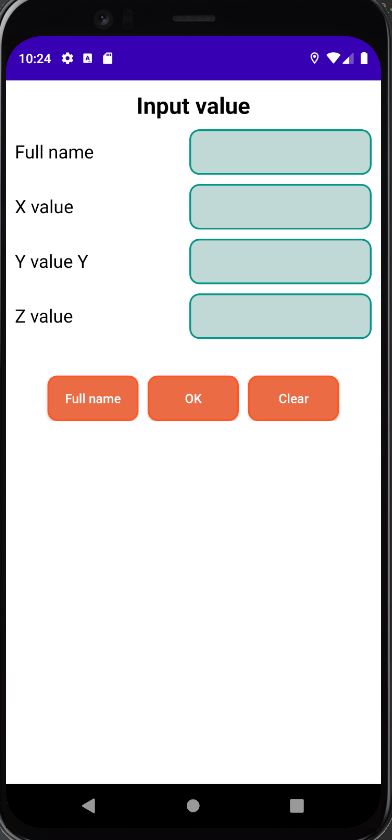 10:24
Input value
Full name
X value
Y value Y
Z value
Full name OK Clear